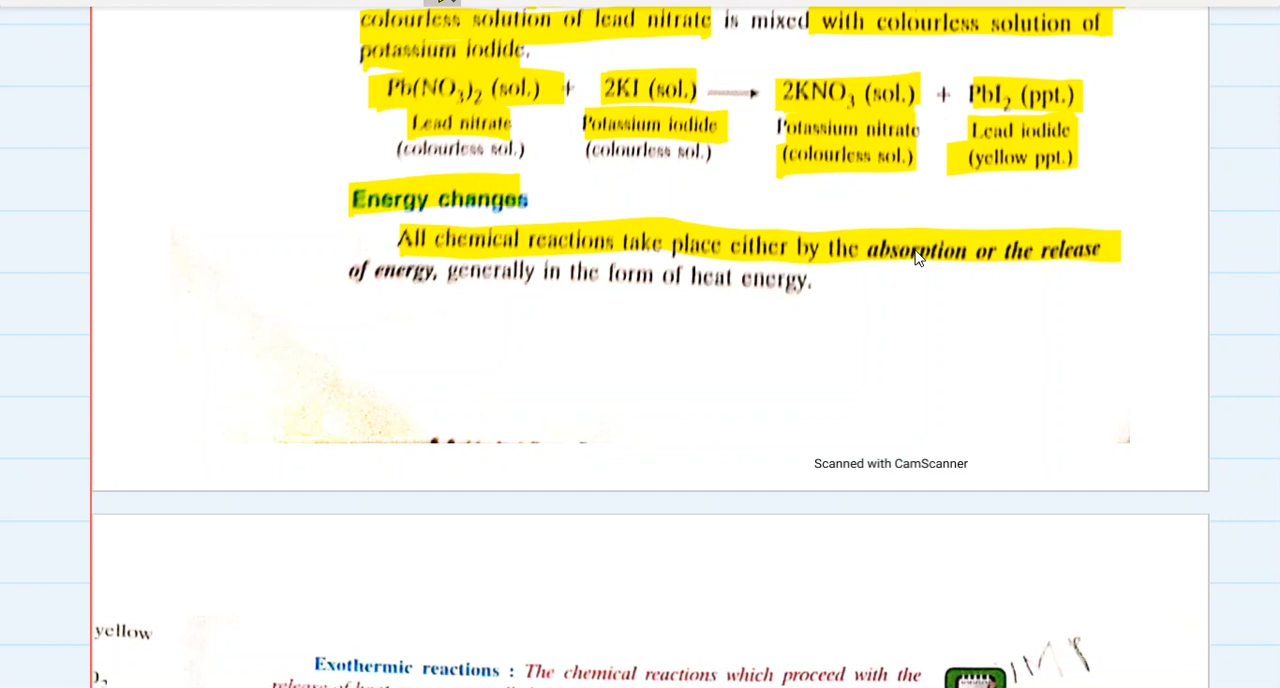 colourless solution of lead nitrate is mixed with colourless solution of
potassium iodide.
Pb(NO₃)₂ (sol.) + 2KI (sol.) ⟶ 2KNO₃ (sol.) + PbI₂ (ppt.)
Lead nitrate Potassium iodide Potassium nitrate Lead iodide
(colourless sol.) (colourless sol.) (colourless sol.) (yellow ppt.)
Energy changes
All chemical reactions take place either by the absorption or the release
of energy, generally in the form of heat energy.
Scanned with CamScanner
yellow
Exothermic reactions : The chemical reactions which proceed with the
release of
IMP